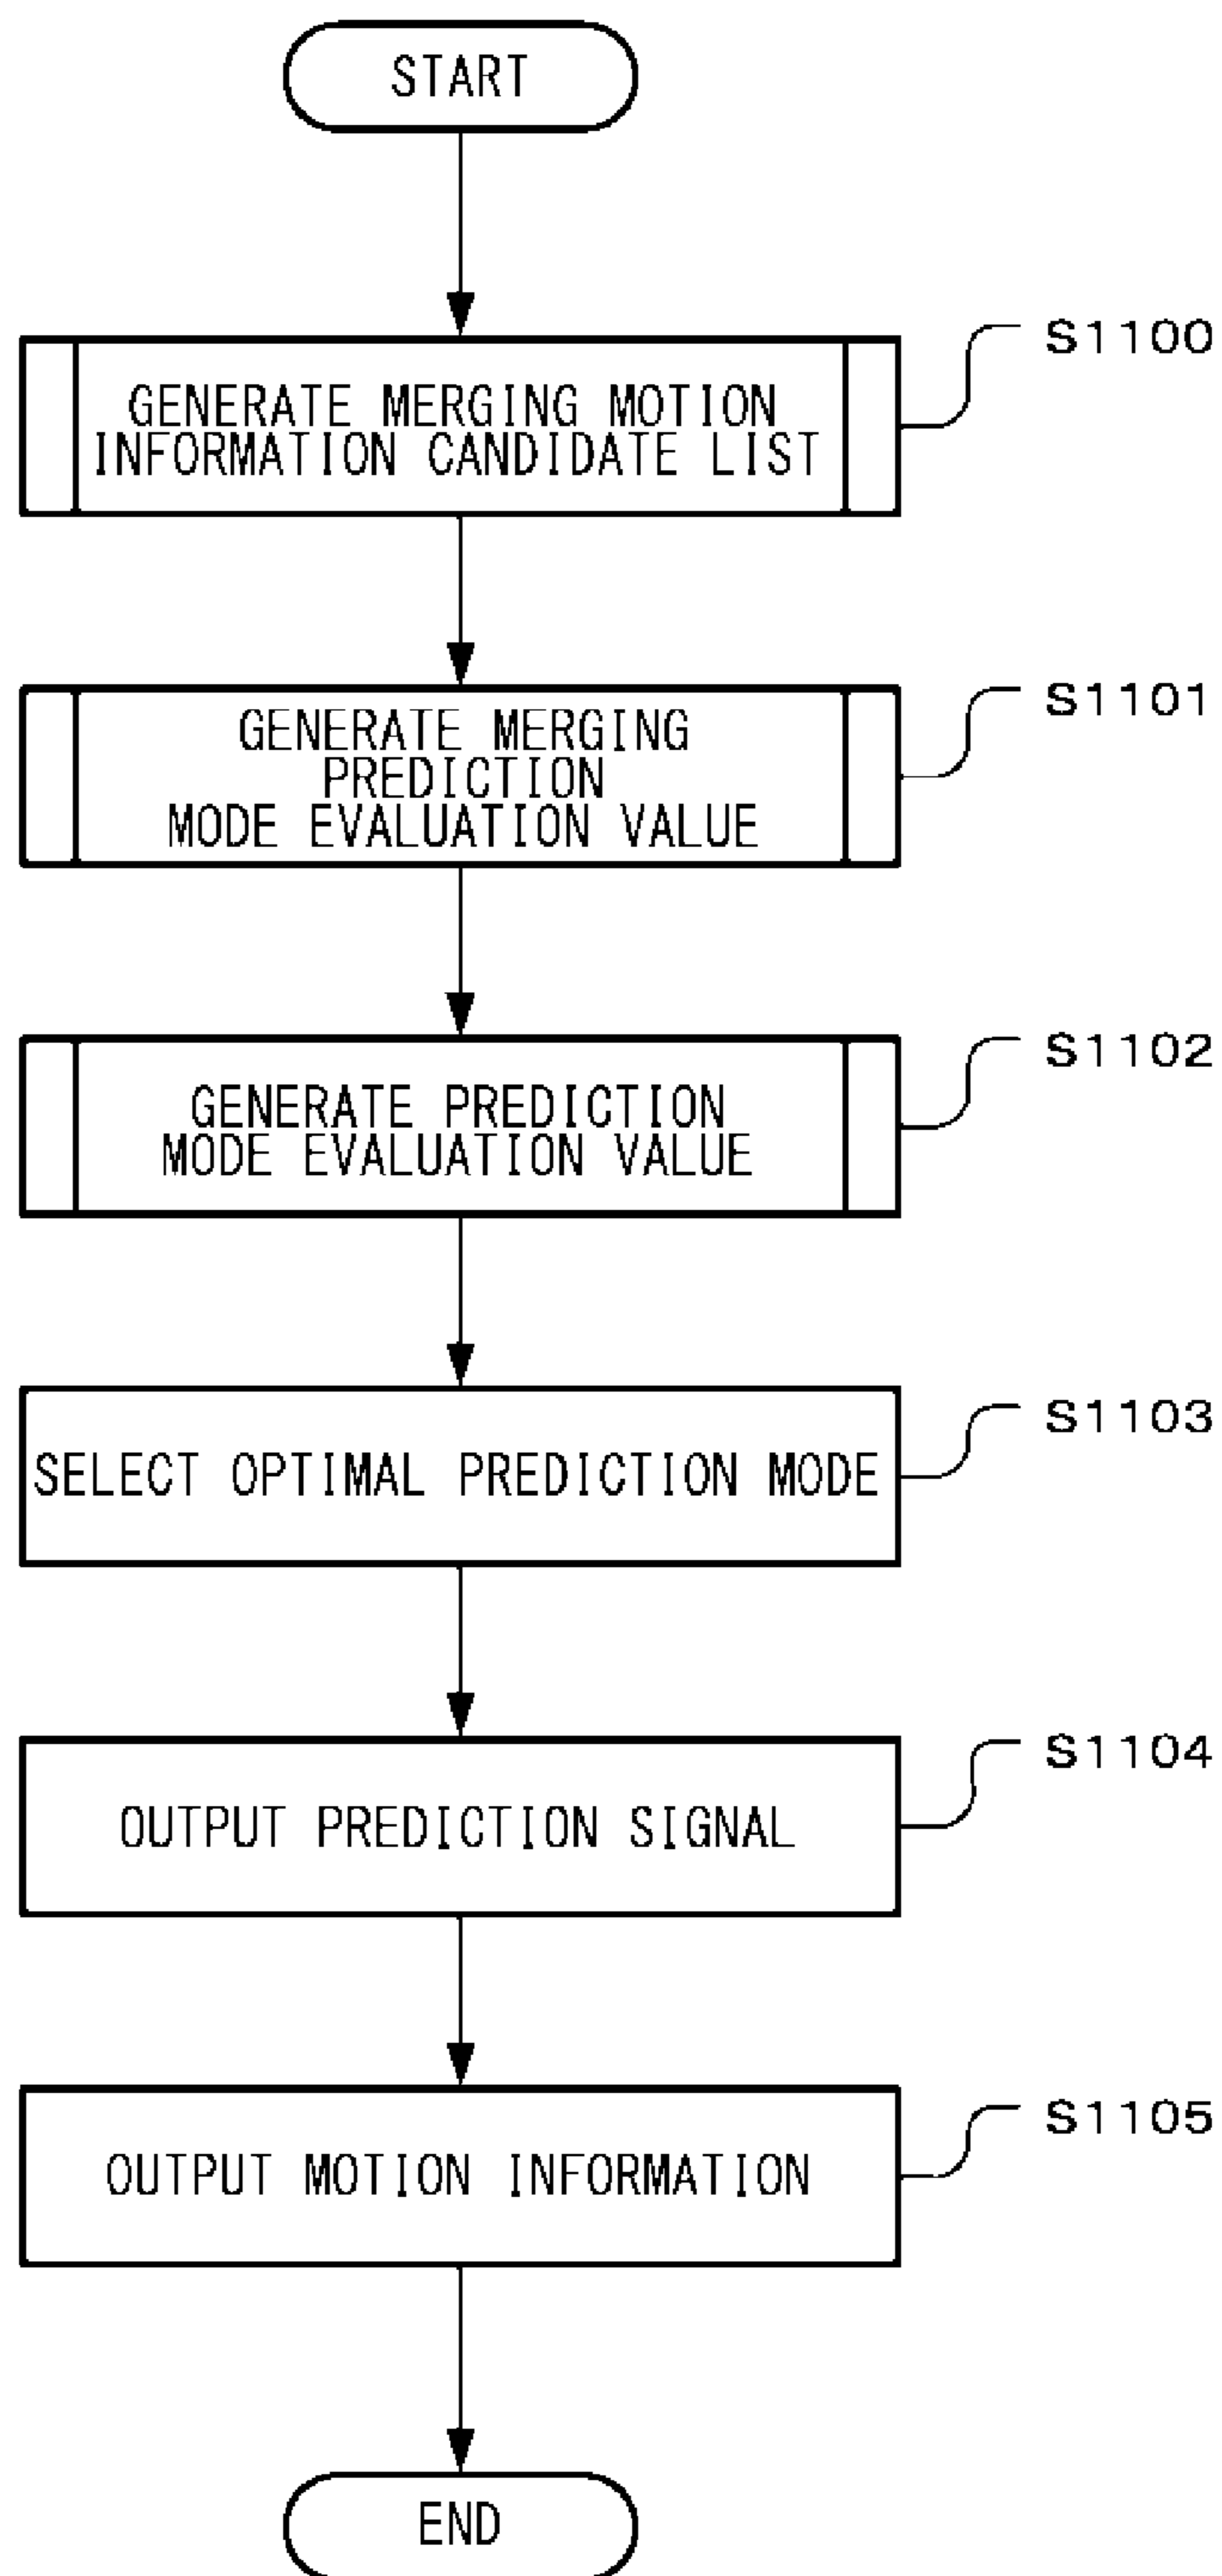 START
S1100
GENERATE MERGING MOTION
INFORMATION CANDIDATE LIST
S1101
GENERATE MERGING
PREDICTION
MODE EVALUATION VALUE
S1102
GENERATE PREDICTION
MODE EVALUATION VALUE
S1103
SELECT OPTIMAL PREDICTION MODE
S1104
OUTPUT PREDICTION SIGNAL
S1105
OUTPUT MOTION INFORMATION
END